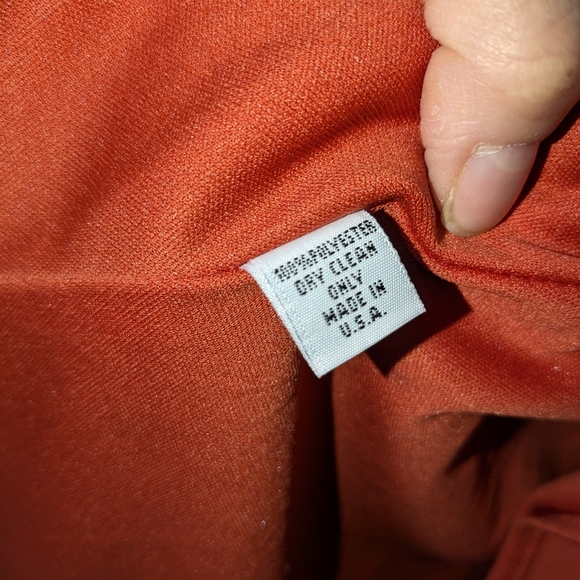 100%POLYESTER
DRY CLEAN
ONLY
MADE IN
U.S.A.